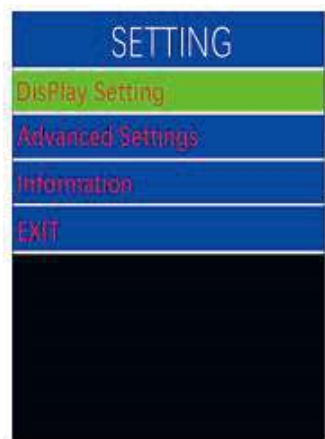 SETTING
DisPlay Setting
Advanced Settings
Information
EXIT